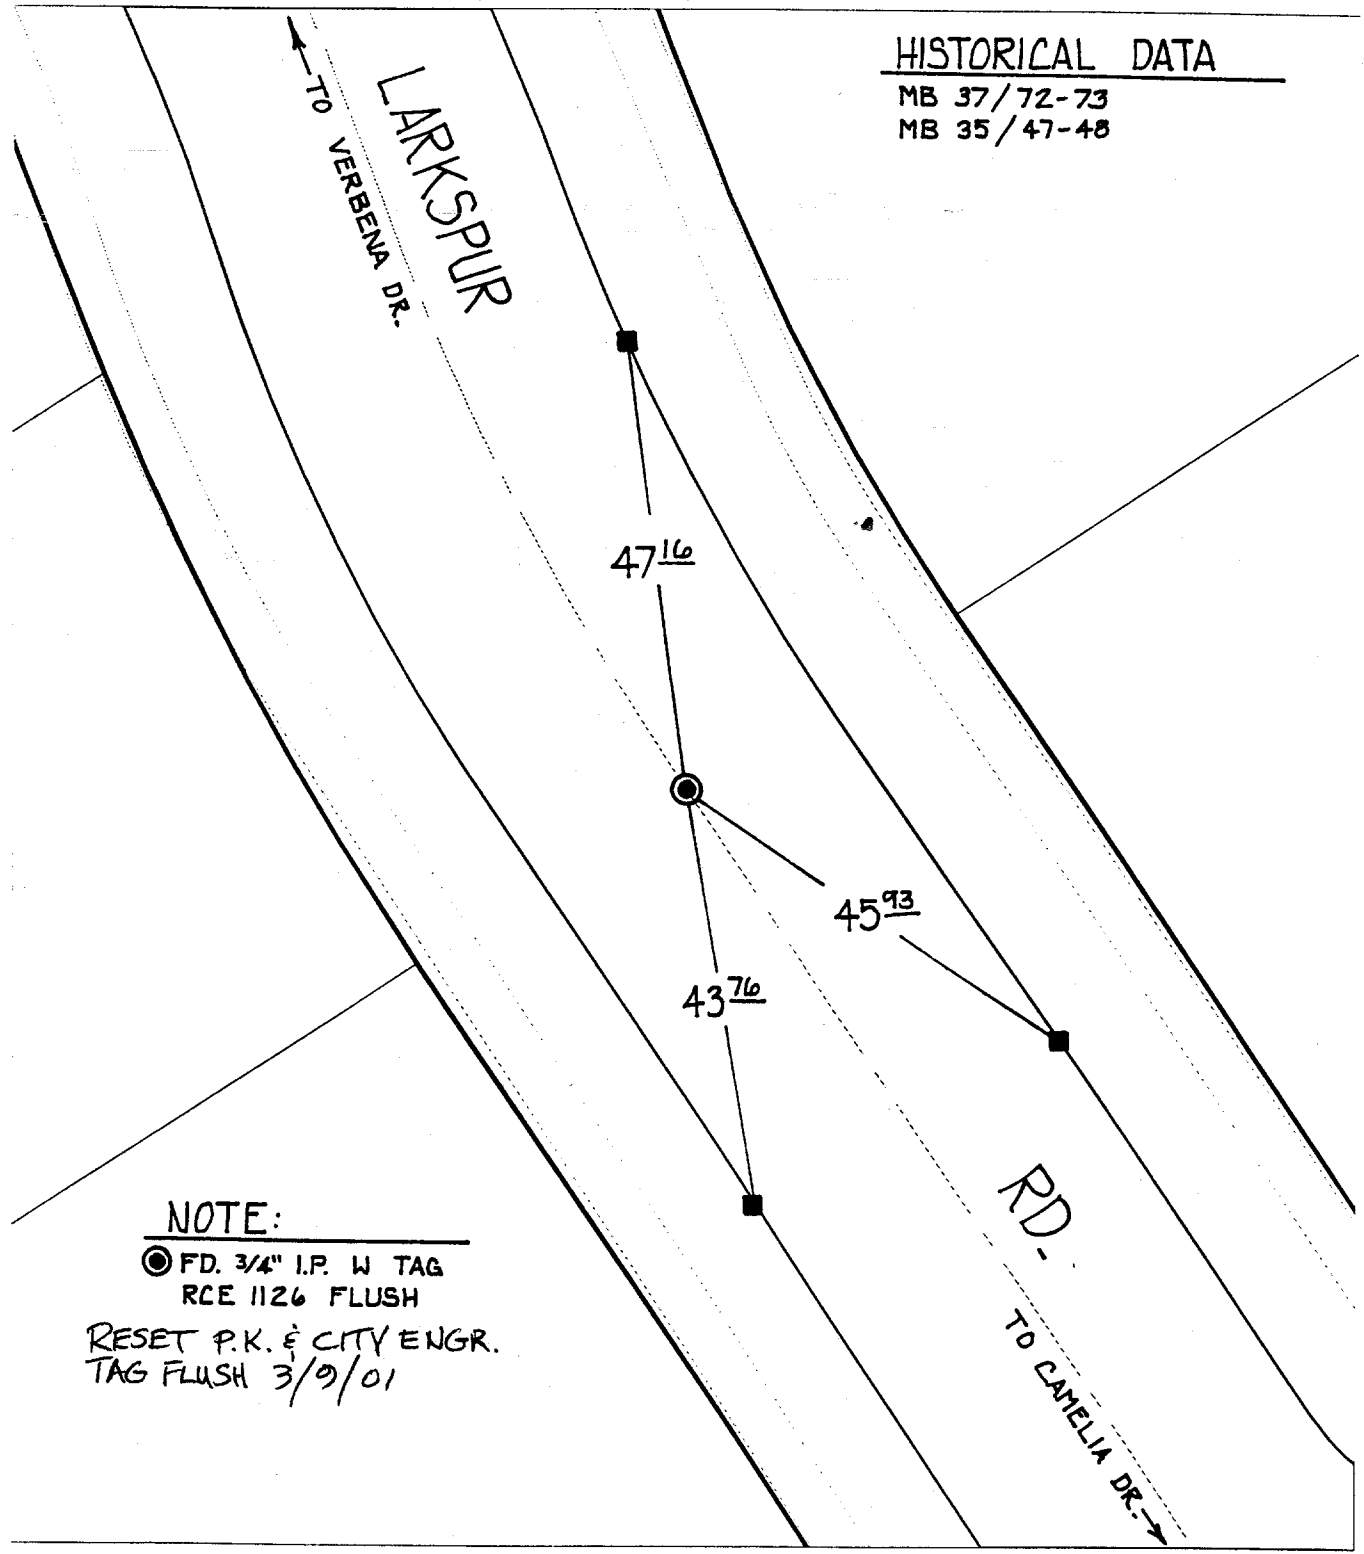 HISTORICAL DATA
MB 37/72-73
MB 35/47-48
←TO VERBENA DR.
LARKSPUR
47 16
45 93
43 76
RD.
TO CAMELIA DR.→
NOTE:
FD. 3/4" I.P. W TAG
RCE 1126 FLUSH
RESET P.K. & CITY ENGR.
TAG FLUSH 3/9/01